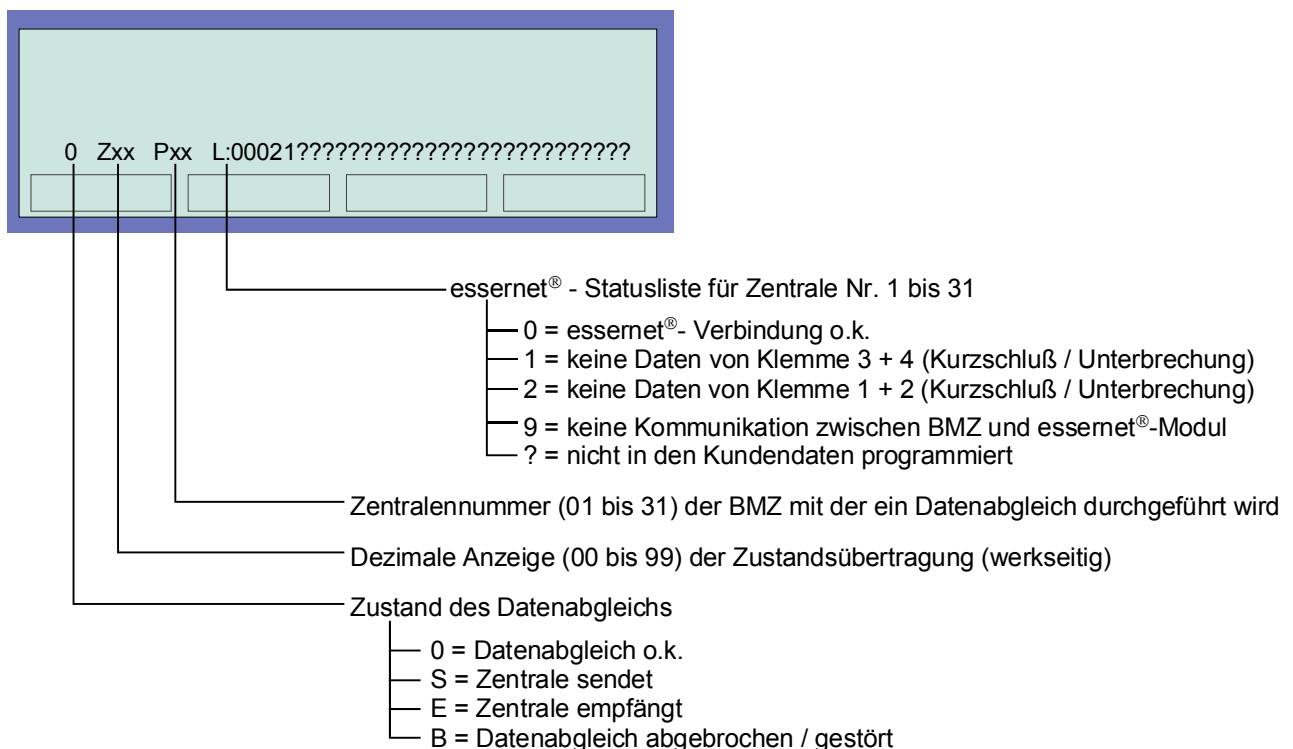 0 Zxx Pxx L:00021??????????????????????????
essernet® - Statusliste für Zentrale Nr. 1 bis 31
0 = essernet®- Verbindung o.k.
1 = keine Daten von Klemme 3 + 4 (Kurzschluß / Unterbrechung)
2 = keine Daten von Klemme 1 + 2 (Kurzschluß / Unterbrechung)
9 = keine Kommunikation zwischen BMZ und essernet®-Modul
? = nicht in den Kundendaten programmiert
Zentralennummer (01 bis 31) der BMZ mit der ein Datenabgleich durchgeführt wird
Dezimale Anzeige (00 bis 99) der Zustandsübertragung (werkseitig)
Zustand des Datenabgleichs
0 = Datenabgleich o.k.
S = Zentrale sendet
E = Zentrale empfängt
B = Datenabgleich abgebrochen / gestört